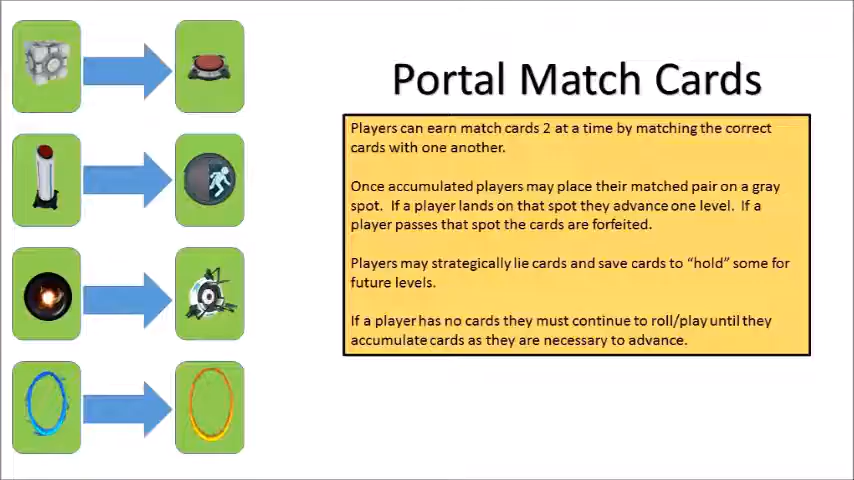 Portal Match Cards
Players can earn match cards 2 at a time by matching the correct
cards with one another.
Once accumulated players may place their matched pair on a gray
spot. If a player lands on that spot they advance one level. If a
player passes that spot the cards are forfeited.
Players may strategically lie cards and save cards to “hold” some for
future levels.
If a player has no cards they must continue to roll/play until they
accumulate cards as they are necessary to advance.